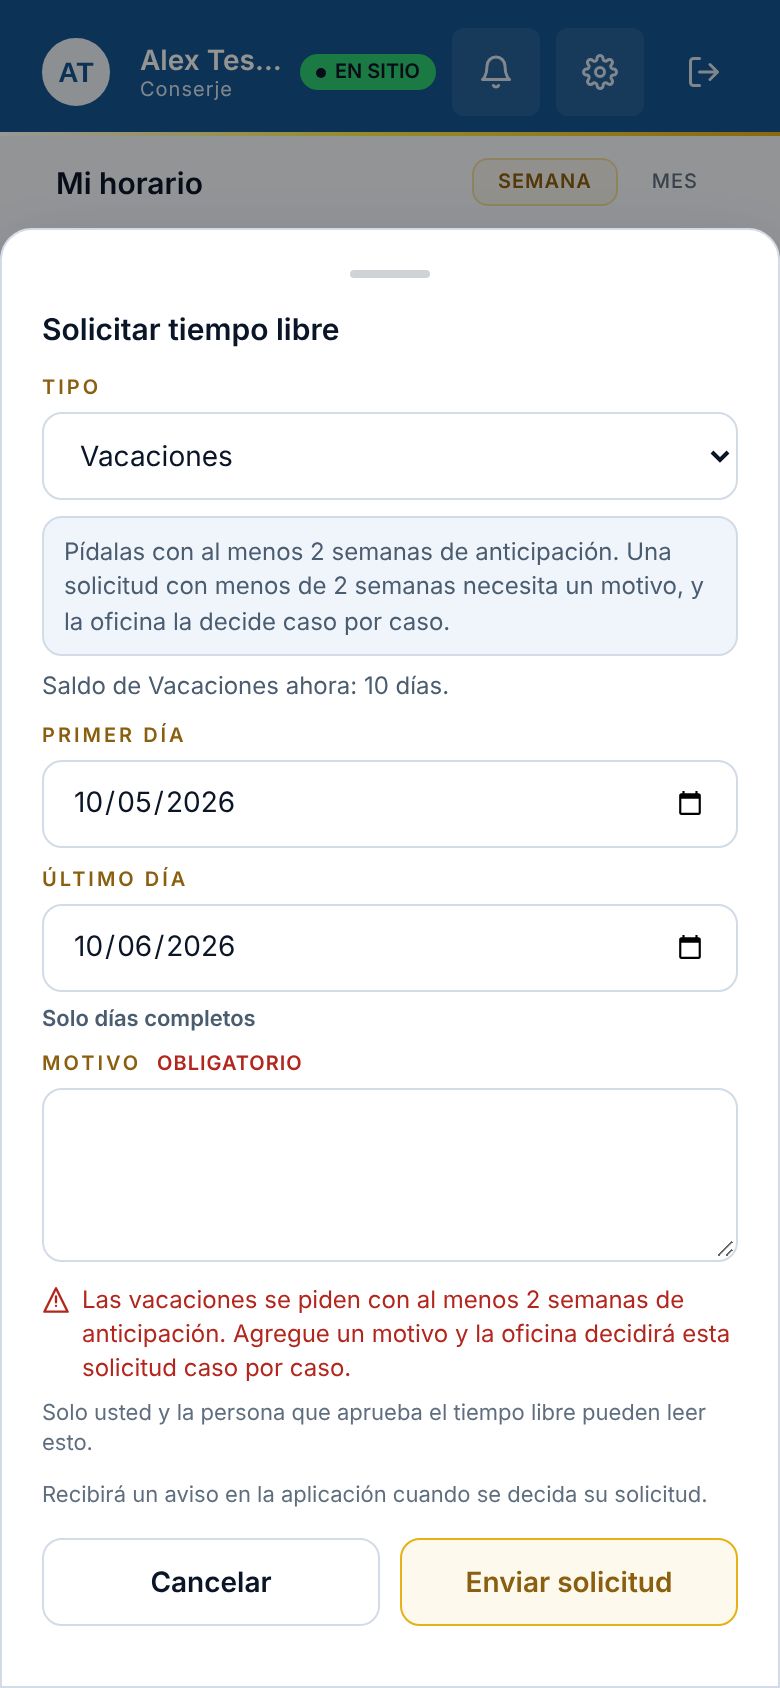 AT
Alex Tes...
Conserje
EN SITIO
Mi horario
SEMANA
MES
Solicitar tiempo libre
TIPO
Vacaciones
Pídalas con al menos 2 semanas de anticipación. Una
solicitud con menos de 2 semanas necesita un motivo, y
la oficina la decide caso por caso.
Saldo de Vacaciones ahora: 10 días.
PRIMER DÍA
10/05/2026
ÚLTIMO DÍA
10/06/2026
Solo días completos
MOTIVO OBLIGATORIO
Las vacaciones se piden con al menos 2 semanas de
anticipación. Agregue un motivo y la oficina decidirá esta
solicitud caso por caso.
Solo usted y la persona que aprueba el tiempo libre pueden leer
esto.
Recibirá un aviso en la aplicación cuando se decida su solicitud.
Cancelar
Enviar solicitud